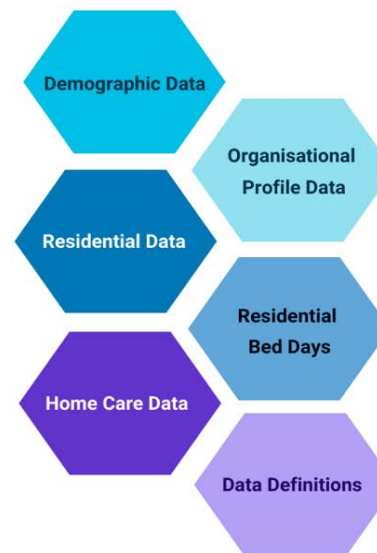 Demographic Data
Organisational
Profile Data
Residential Data
Residential
Bed Days
Home Care Data
Data Definitions